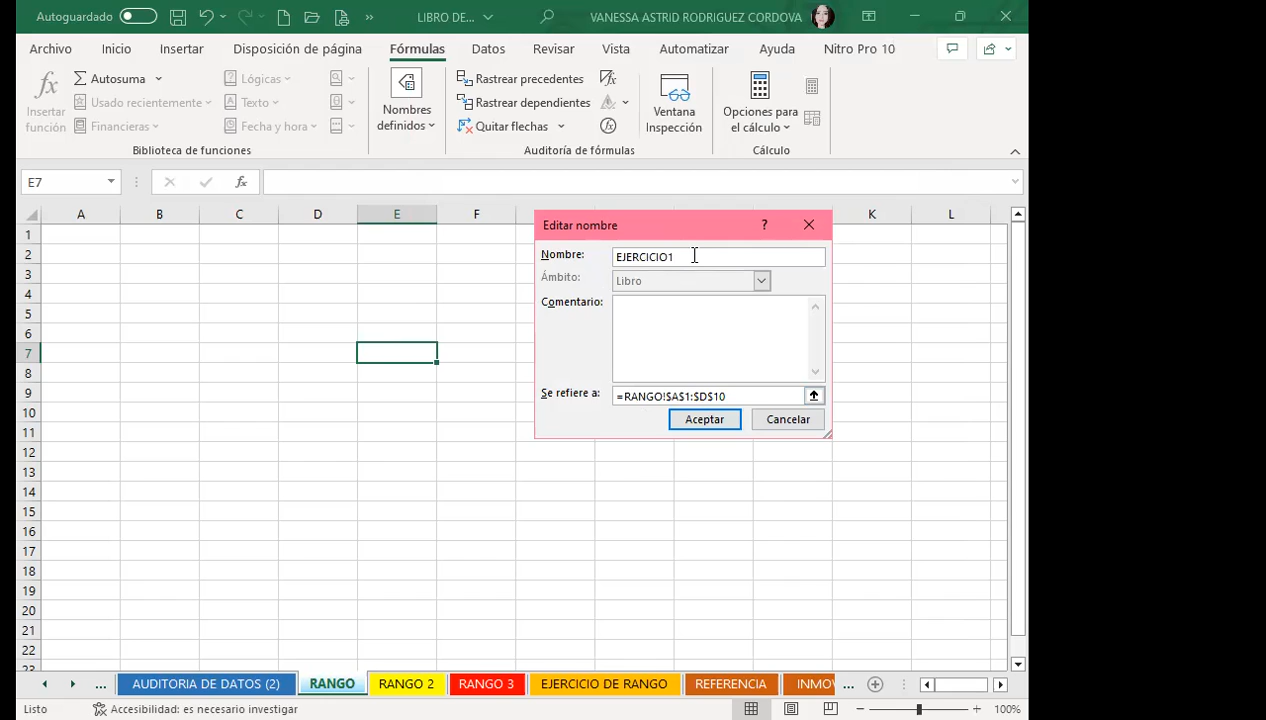 Autoguardado
LIBRO DE...
VANESSA ASTRID RODRIGUEZ CORDOVA
Archivo Inicio Insertar Disposición de página Fórmulas Datos Revisar Vista Automatizar Ayuda Nitro Pro 10
fx Insertar función
Autosuma
Usado recientemente
Financieras
Lógicas
Texto
Fecha y hora
Biblioteca de funciones
Nombres definidos
Rastrear precedentes
Rastrear dependientes
Quitar flechas
Auditoría de fórmulas
Ventana Inspección
Opciones para el cálculo
Cálculo
E7
fx
A B C D E F K L
1
2
3
4
5
6
7
8
9
10
11
12
13
14
15
16
17
18
19
20
21
22
23
Editar nombre ?
Nombre: EJERCICIO1
Ámbito: Libro
Comentario:
Se refiere a: =RANGO!$A$1:$D$10
Aceptar Cancelar
... AUDITORIA DE DATOS (2) RANGO RANGO 2 RANGO 3 EJERCICIO DE RANGO REFERENCIA INMOV ...
Listo Accesibilidad: es necesario investigar 100%